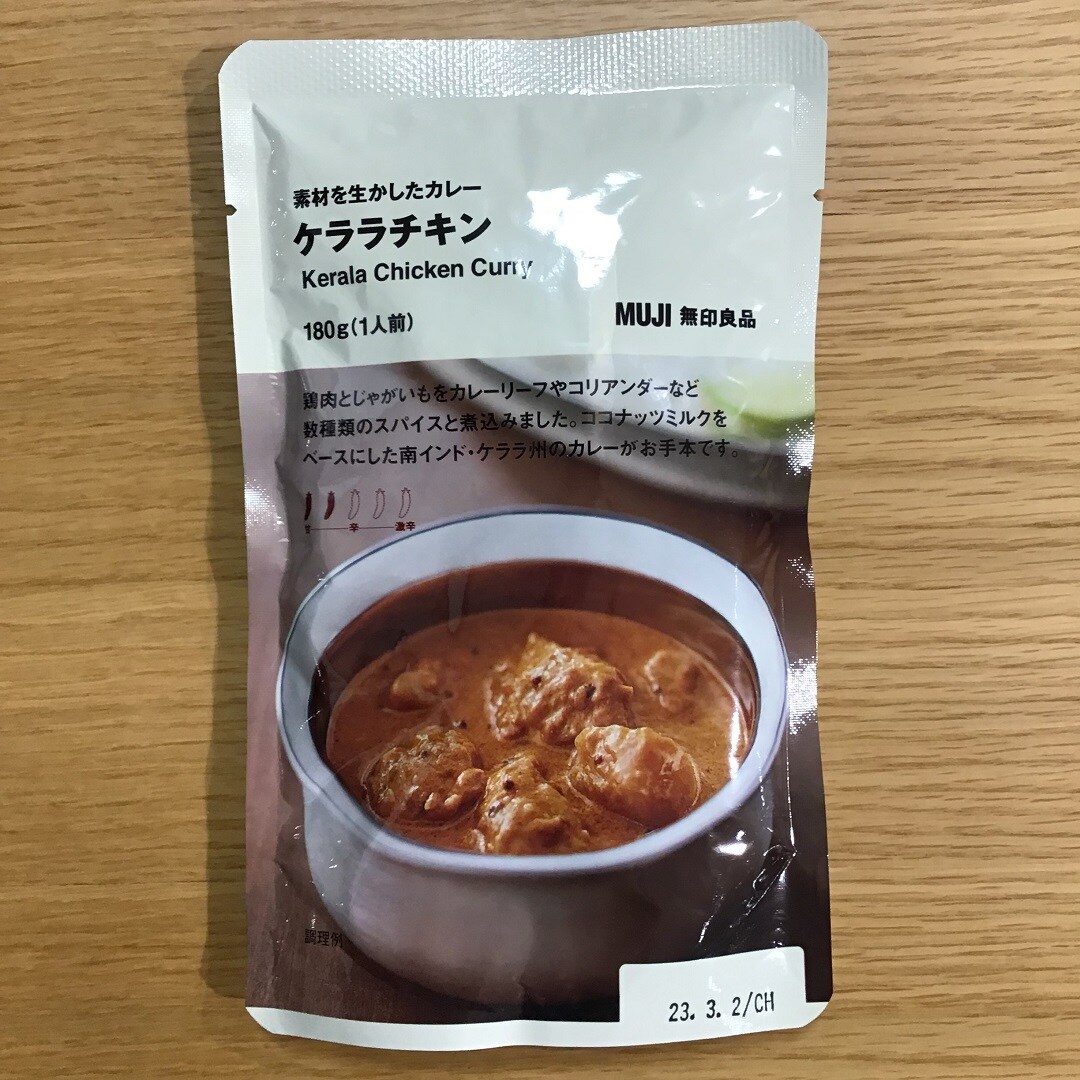 素材を生かしたカレー
ケララチキン
Kerala Chicken Curry
180g(1人前)
MUJI 無印良品
鶏肉とじゃがいもをカレーリーフやコリアンダーなど
数種類のスパイスと煮込みました。ココナッツミルクを
ベースにした南インド・ケララ州のカレーがお手本です。
辛 激辛
調理例
23. 3. 2/CH